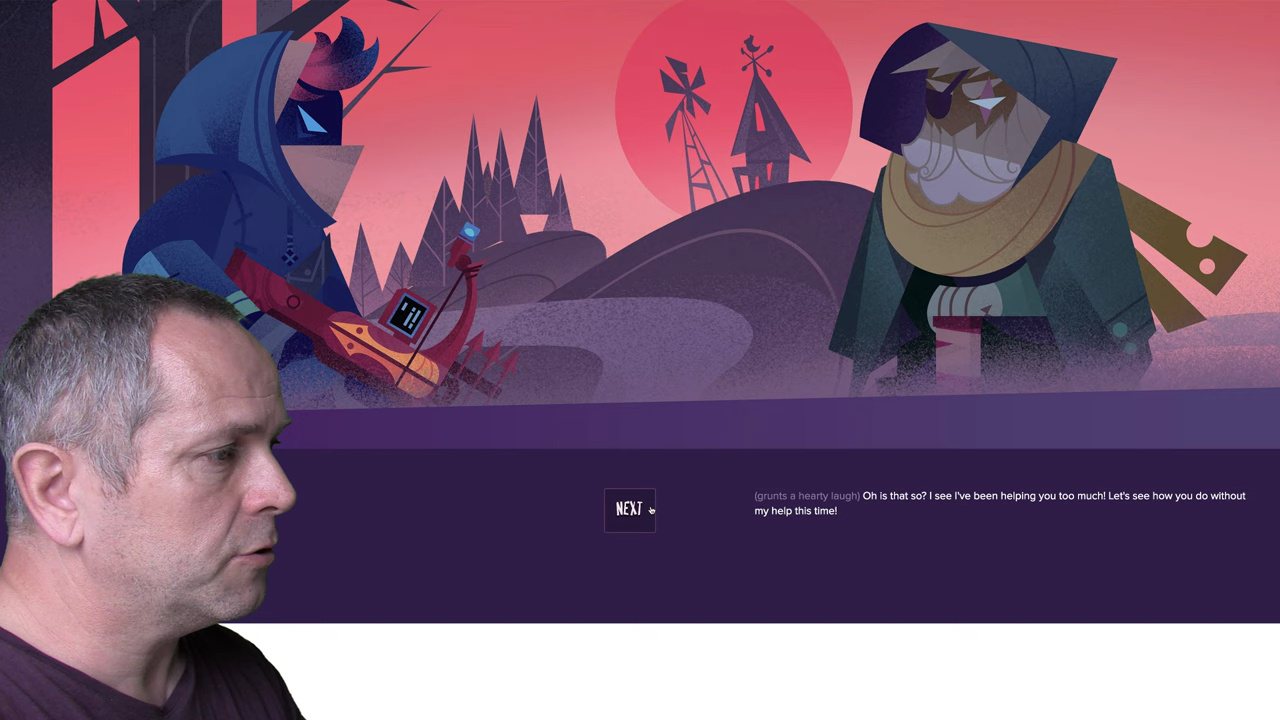 NEXT
(grunts a hearty laugh) Oh is that so? I see I've been helping you too much! Let's see how you do without
my help this time!